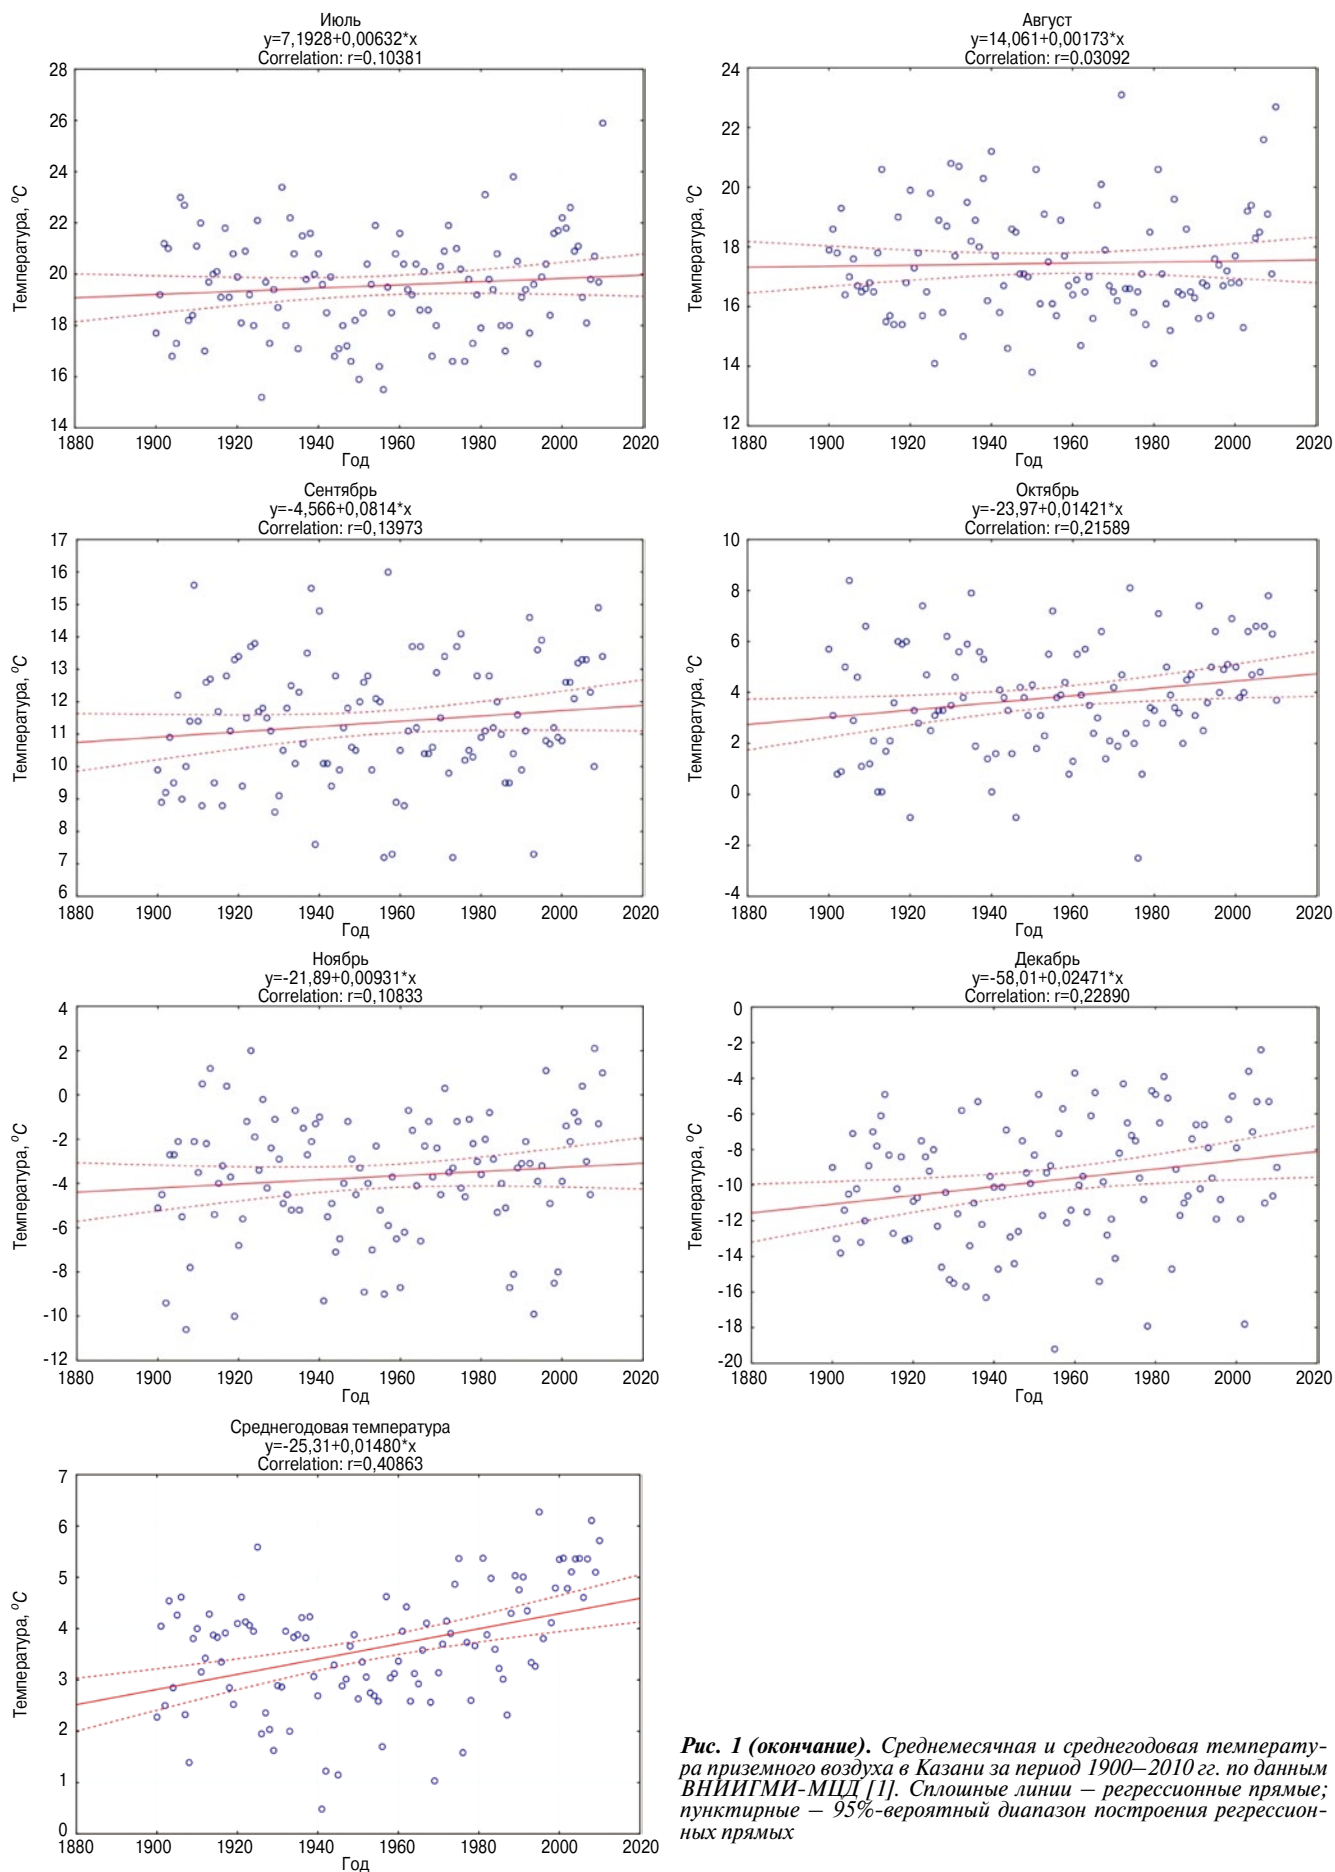 Июль
y=7,1928+0,00632*x
Correlation: r=0,10381
28
26
24
22
20
18
16
14
Температура, °C
1880 1900 1920 1940 1960 1980 2000 2020
Год
Август
y=14,061+0,00173*x
Correlation: r=0,03092
24
22
20
18
16
14
12
Температура, °C
1880 1900 1920 1940 1960 1980 2000 2020
Год
Сентябрь
y=-4,566+0,0814*x
Correlation: r=0,13973
17
16
15
14
13
12
11
10
9
8
7
6
Температура, °C
1880 1900 1920 1940 1960 1980 2000 2020
Год
Октябрь
y=-23,97+0,01421*x
Correlation: r=0,21589
10
8
6
4
2
0
-2
-4
Температура, °C
1880 1900 1920 1940 1960 1980 2000 2020
Год
Ноябрь
y=-21,89+0,00931*x
Correlation: r=0,10833
4
2
0
-2
-4
-6
-8
-10
-12
Температура, °C
1880 1900 1920 1940 1960 1980 2000 2020
Год
Декабрь
y=-58,01+0,02471*x
Correlation: r=0,22890
0
-2
-4
-6
-8
-10
-12
-14
-16
-18
-20
Температура, °C
1880 1900 1920 1940 1960 1980 2000 2020
Год
Среднегодовая температура
y=-25,31+0,01480*x
Correlation: r=0,40863
7
6
5
4
3
2
1
0
Температура, °C
1880 1900 1920 1940 1960 1980 2000 2020
Год
Рис. 1 (окончание). Среднемесячная и среднегодовая температу-
ра приземного воздуха в Казани за период 1900–2010 гг. по данным
ВНИИГМИ-МЦД [1]. Сплошные линии – регрессионные прямые;
пунктирные – 95%-вероятный диапазон построения регрессион-
ных прямых